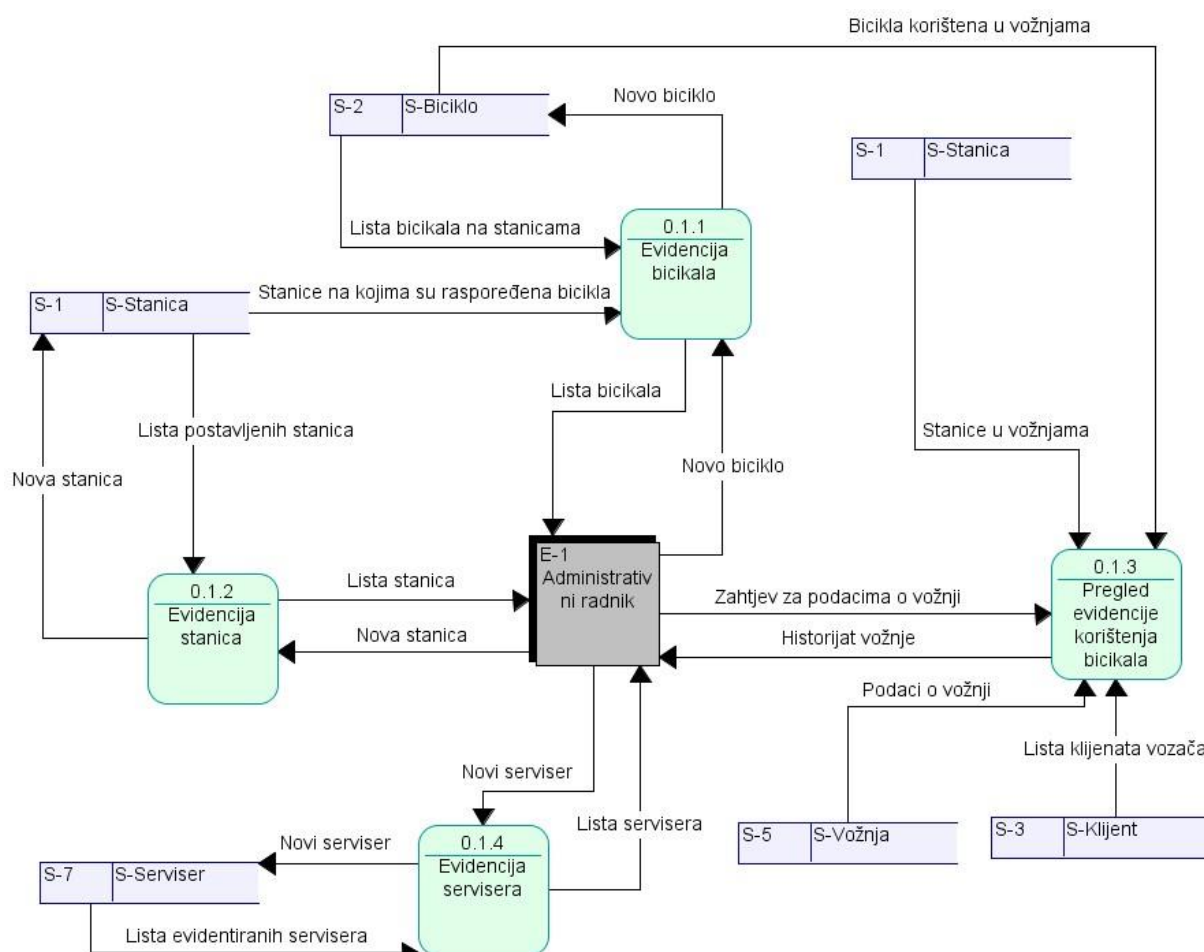 Bicikla korištena u vožnjama
S-2 S-Biciklo
Novo biciklo
S-1 S-Stanica
0.1.1
Evidencija
bicikala
Lista bicikala na stanicama
Stanice na kojima su raspoređena bicikla
S-1 S-Stanica
Lista bicikala
Lista postavljenih stanica
Stanice u vožnjama
Nova stanica
Novo biciklo
E-1
Administrativ
ni radnik
0.1.2
Evidencija
stanica
Lista stanica
Nova stanica
0.1.3
Pregled
evidencije
korištenja
bicikala
Zahtjev za podacima o vožnji
Historijat vožnje
Podaci o vožnji
Lista klijenata vozača
Novi serviser
Lista servisera
S-5 S-Vožnja
S-3 S-Klijent
Novi serviser
0.1.4
Evidencija
servisera
S-7 S-Serviser
Lista evidentiranih servisera